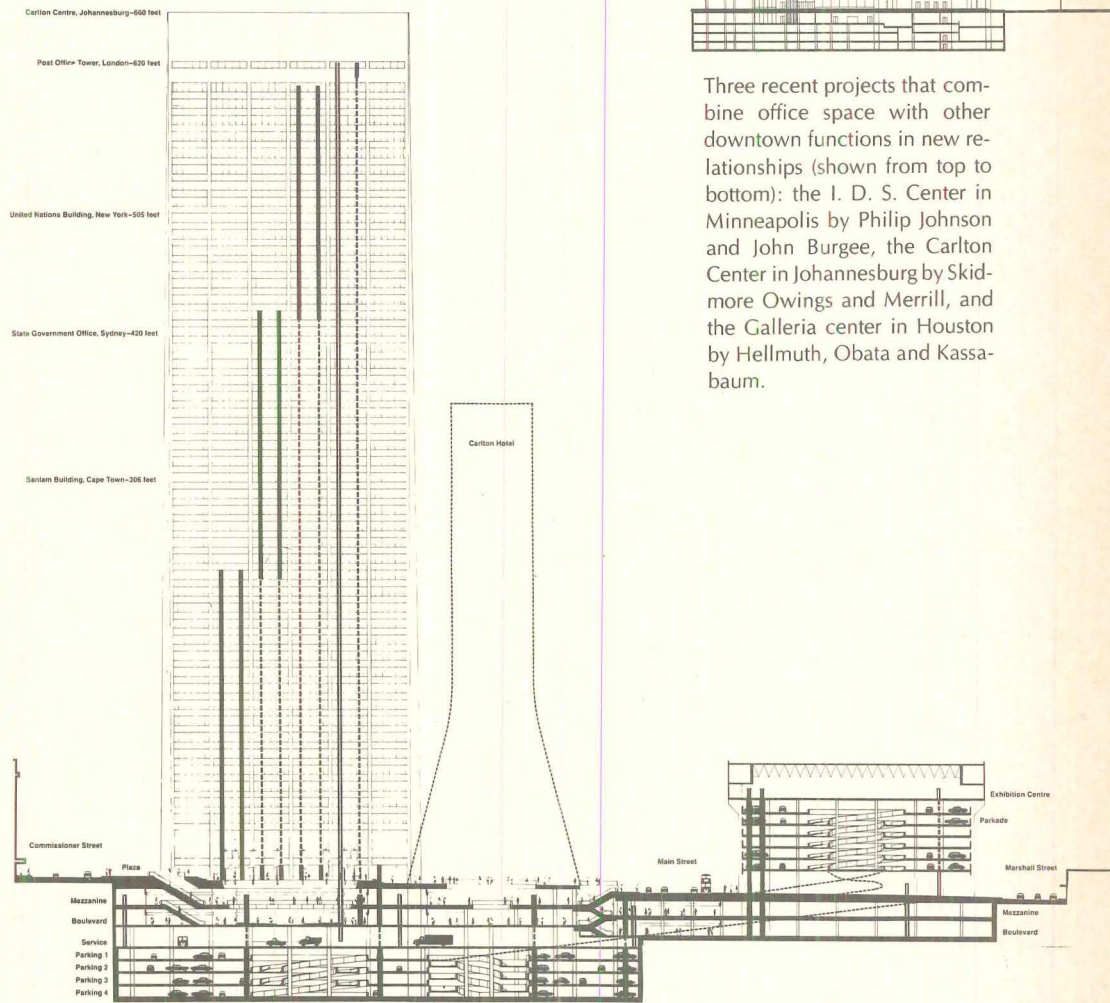 Carlton Centre, Johannesburg–660 feet
Post Office Tower, London–620 feet
United Nations Building, New York–505 feet
State Government Office, Sydney–420 feet
Sanlam Building, Cape Town–306 feet
Three recent projects that com-
bine office space with other
downtown functions in new re-
lationships (shown from top to
bottom): the I. D. S. Center in
Minneapolis by Philip Johnson
and John Burgee, the Carlton
Center in Johannesburg by Skid-
more Owings and Merrill, and
the Galleria center in Houston
by Hellmuth, Obata and Kassa-
baum.
Carlton Hotel
Exhibition Centre
Parkade
Commissioner Street
Plaza
Main Street
Marshall Street
Mezzanine
Boulevard
Service
Parking 1
Parking 2
Parking 3
Parking 4
Mezzanine
Boulevard